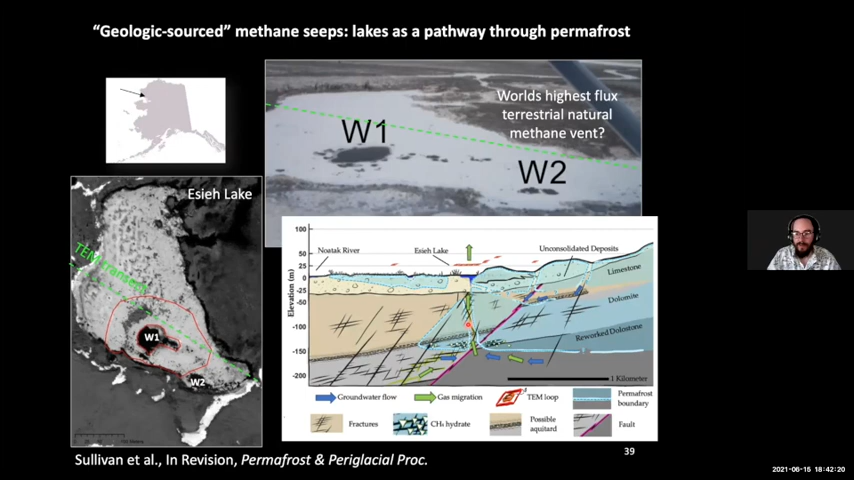 “Geologic-sourced” methane seeps: lakes as a pathway through permafrost
Worlds highest flux
terrestrial natural
methane vent?
W1
W2
Esieh Lake
TEM transect
W1
W2
100
50
25
0
-25
-50
-100
-150
-200
Elevation (m)
Noatak River
Esieh Lake
Unconsolidated Deposits
Limestone
Dolomite
Reworked Dolostone
1 Kilometer
Groundwater flow
Gas migration
TEM loop
Permafrost
boundary
Fractures
CH₄ hydrate
Possible
aquitard
Fault
39
Sullivan et al., In Revision, Permafrost & Periglacial Proc.
2021-06-15 18:42:20